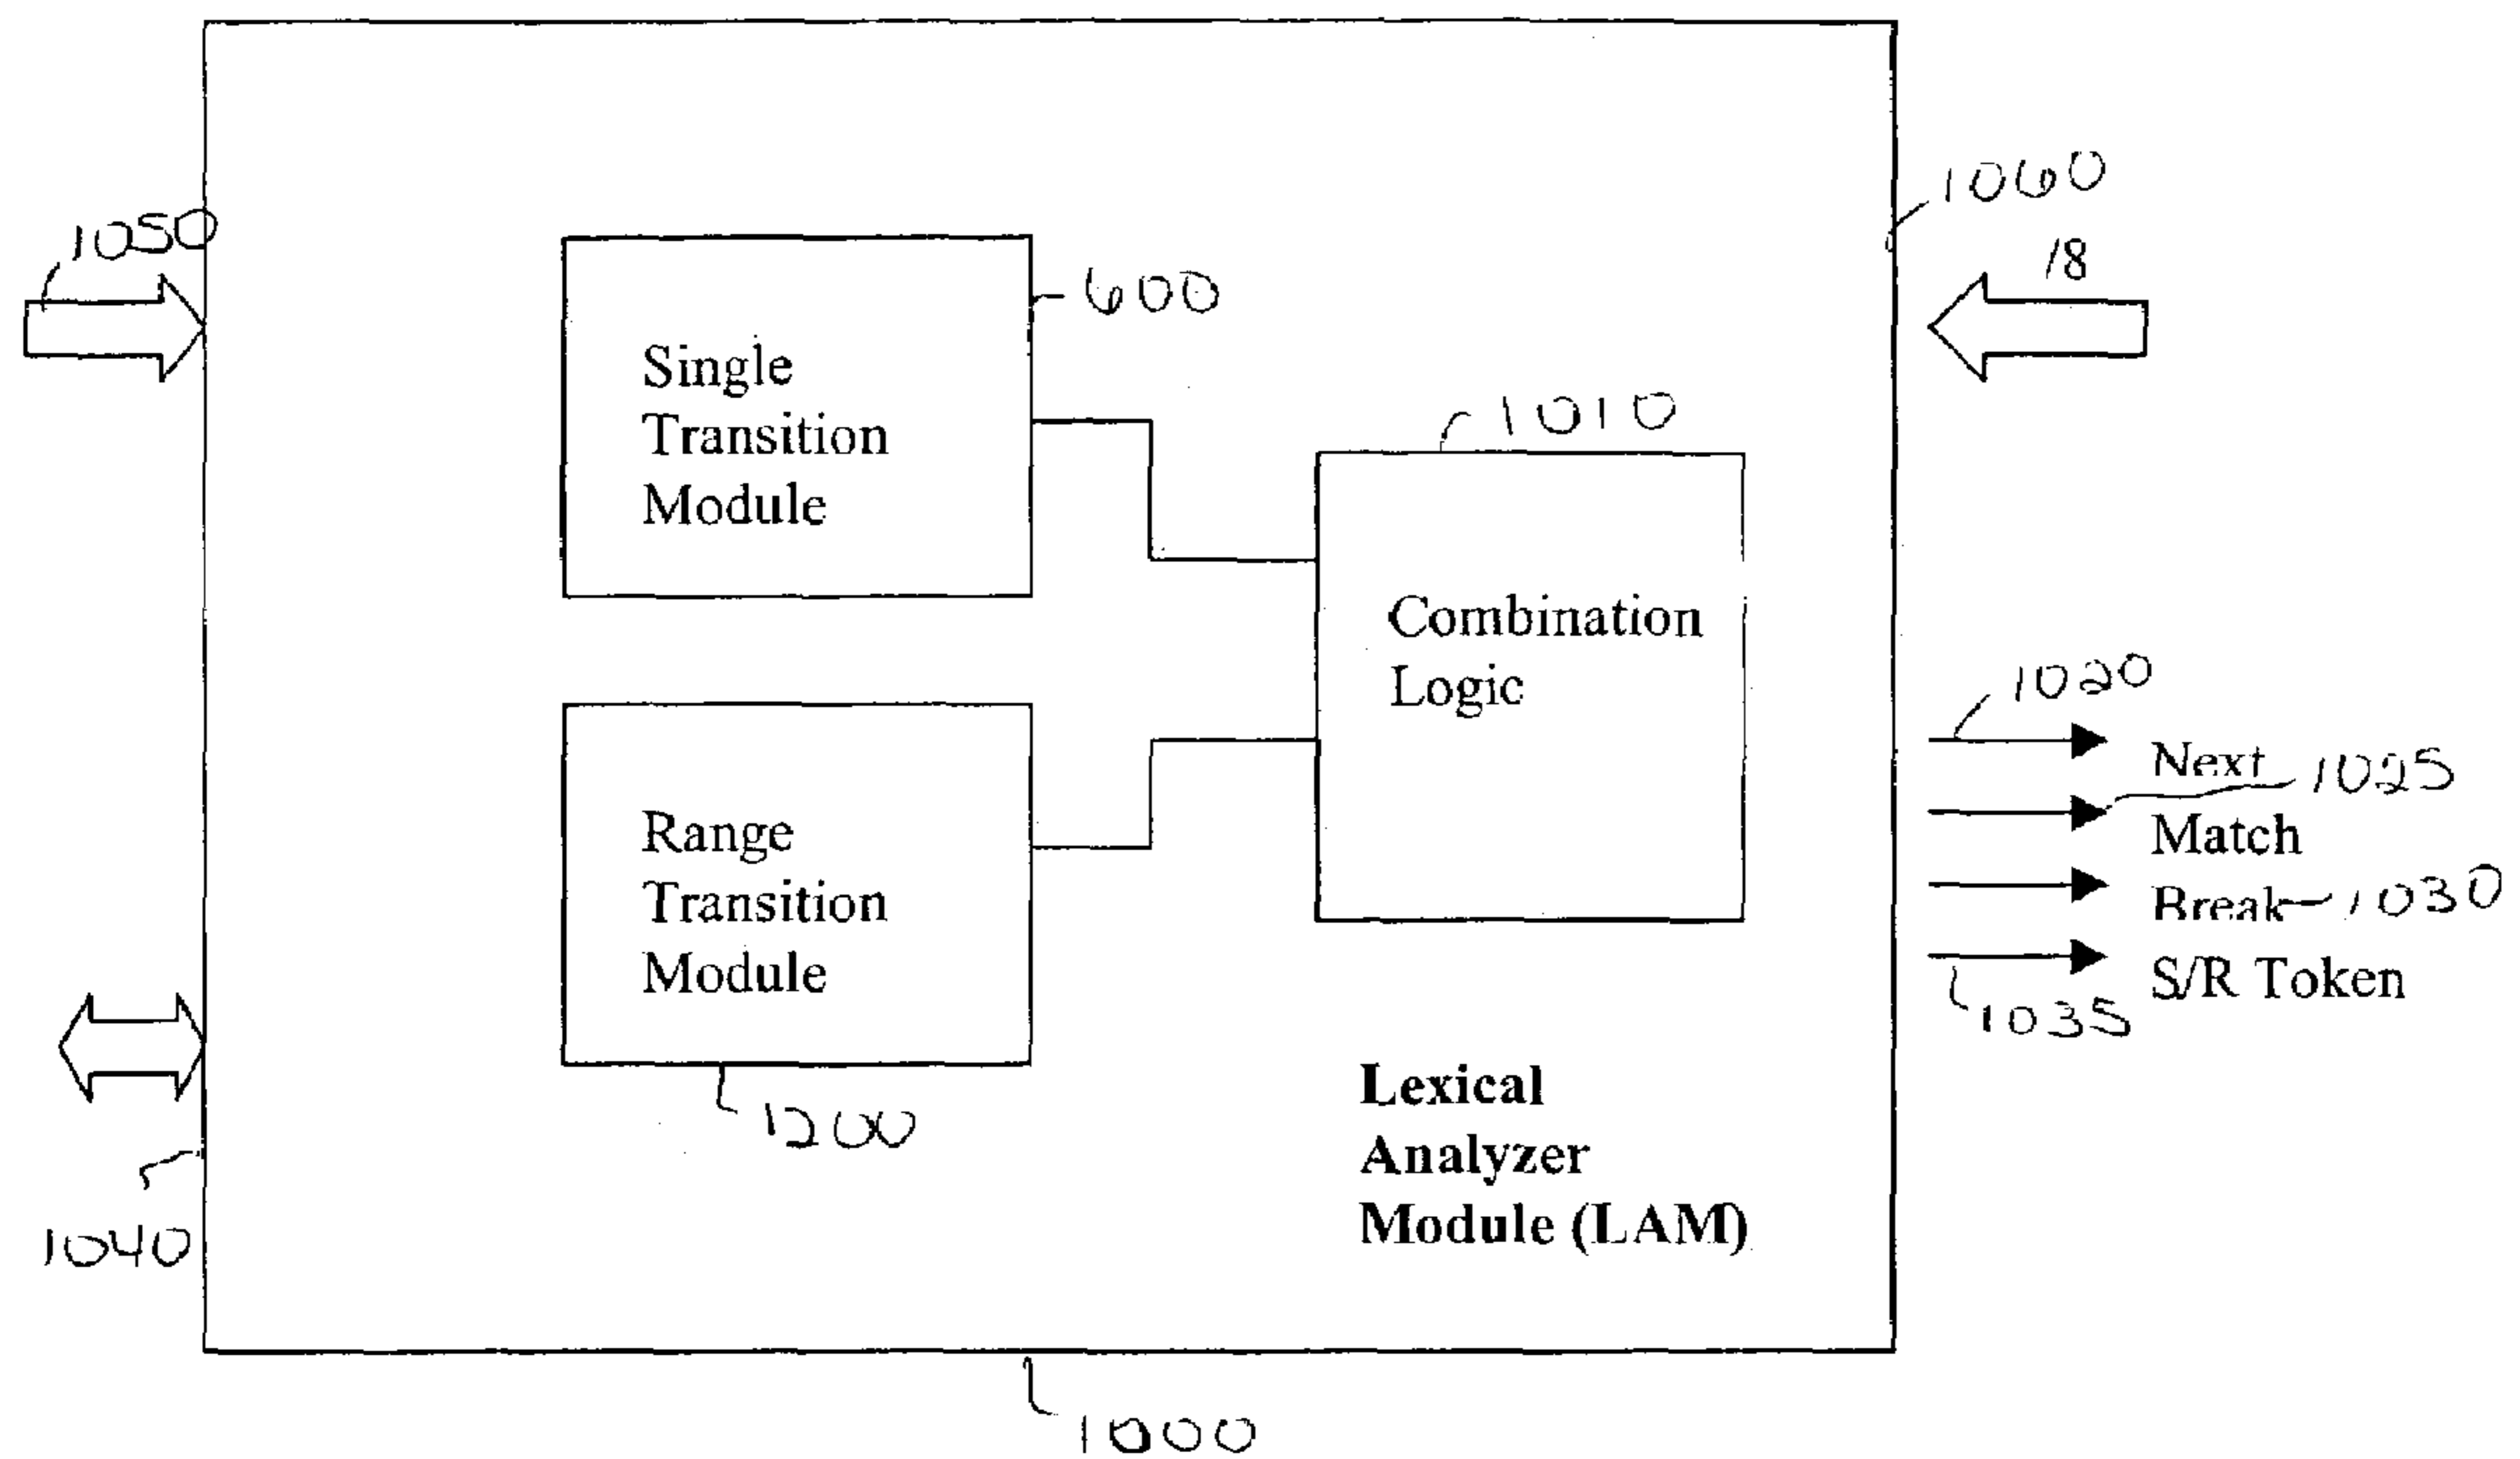 1050
1060
/8
600
Single
Transition
Module
1010
Combination
Logic
1020
Next
1025
Match
Break
1030
S/R Token
1035
Range
Transition
Module
1200
Lexical
Analyzer
Module (LAM)
1040
1000